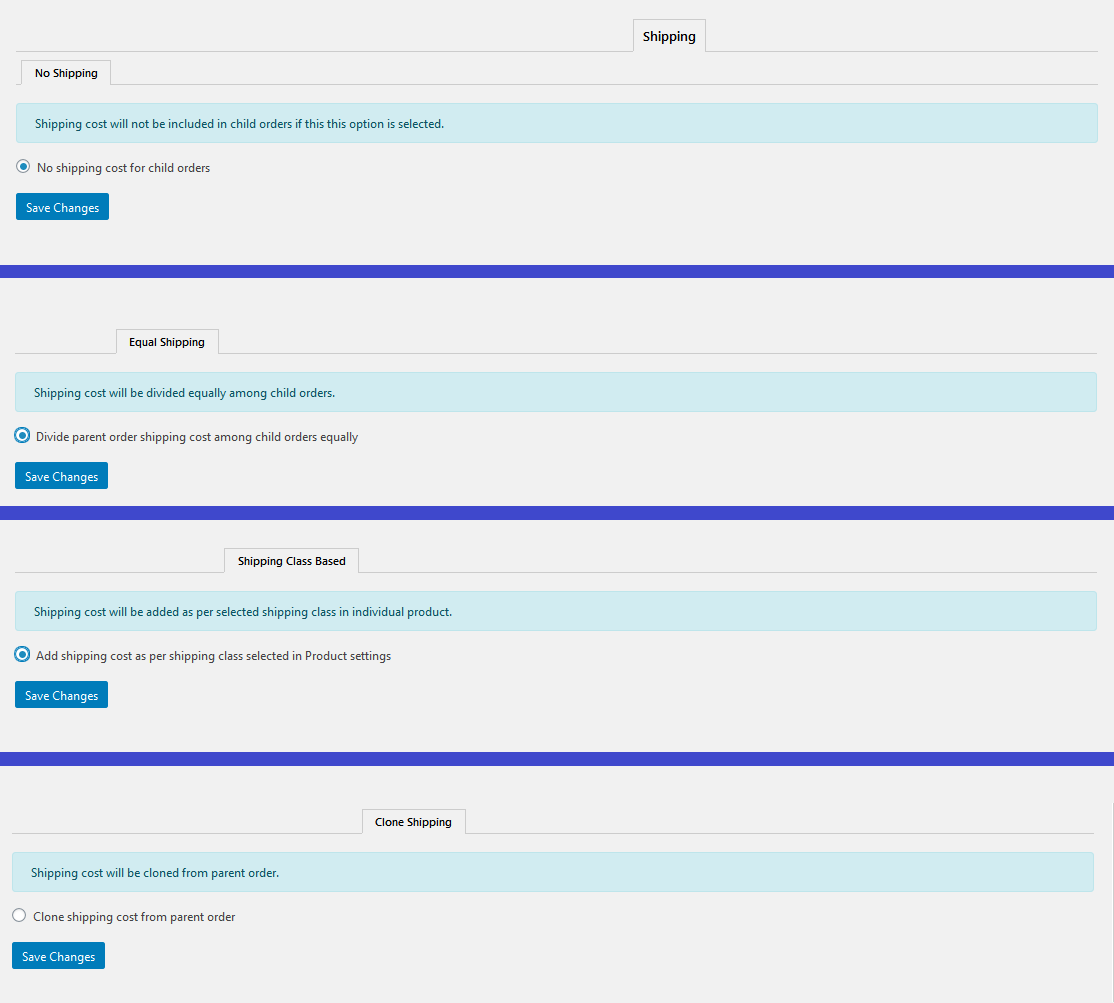 Shipping
No Shipping
Shipping cost will not be included in child orders if this this option is selected.
No shipping cost for child orders
Save Changes
Equal Shipping
Shipping cost will be divided equally among child orders.
Divide parent order shipping cost among child orders equally
Save Changes
Shipping Class Based
Shipping cost will be added as per selected shipping class in individual product.
Add shipping cost as per shipping class selected in Product settings
Save Changes
Clone Shipping
Shipping cost will be cloned from parent order.
Clone shipping cost from parent order
Save Changes